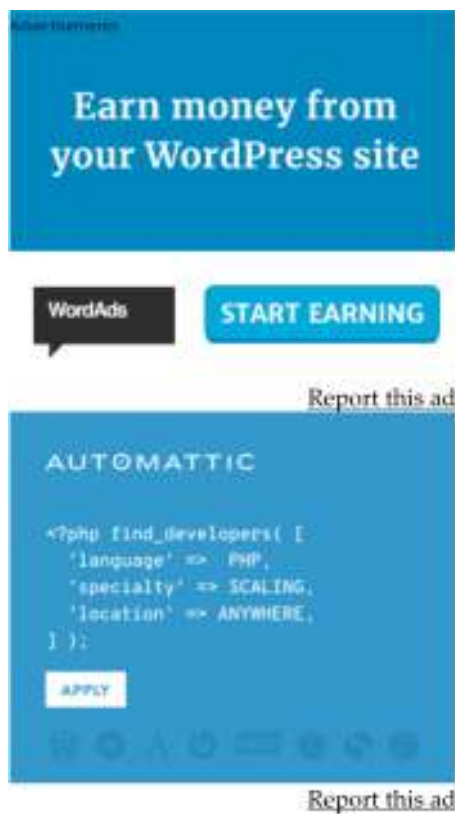 Advertisements
Earn money from
your WordPress site
WordAds
START EARNING
Report this ad
AUTOMATTIC
<?php find_developers( [
'language' => PHP,
'specialty' => SCALING,
'location' => ANYWHERE,
] );
APPLY
Report this ad